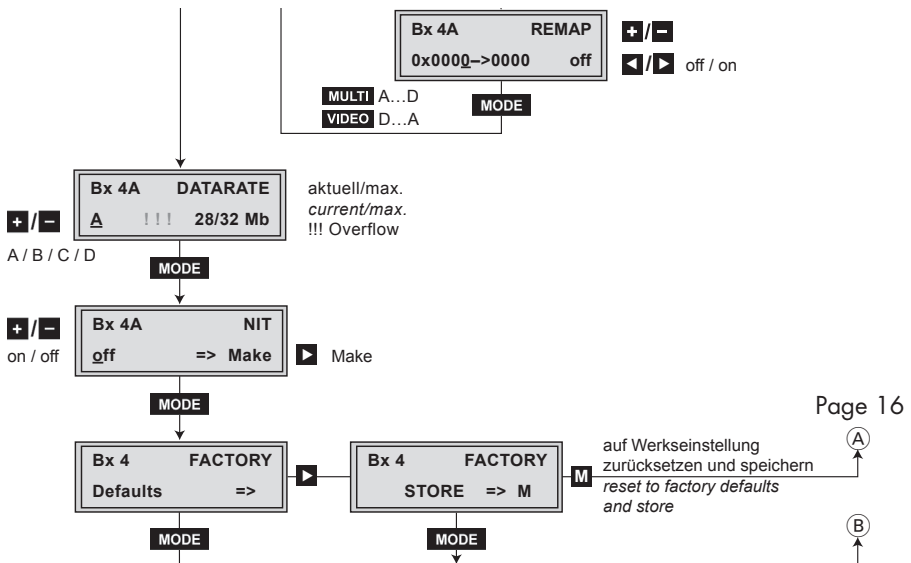 Bx 4A REMAP
0x0000–>0000 off
+/−
◄/► off / on
MULTI A...D
VIDEO D...A
MODE
Bx 4A DATARATE
A !!! 28/32 Mb
+/−
A / B / C / D
aktuell/max.
current/max.
!!! Overflow
MODE
Bx 4A NIT
off => Make
+/−
on / off
► Make
MODE
Page 16
Bx 4 FACTORY
Defaults =>
►
Bx 4 FACTORY
STORE => M
M
auf Werkseinstellung
zurücksetzen und speichern
reset to factory defaults
and store
A
MODE
MODE
B